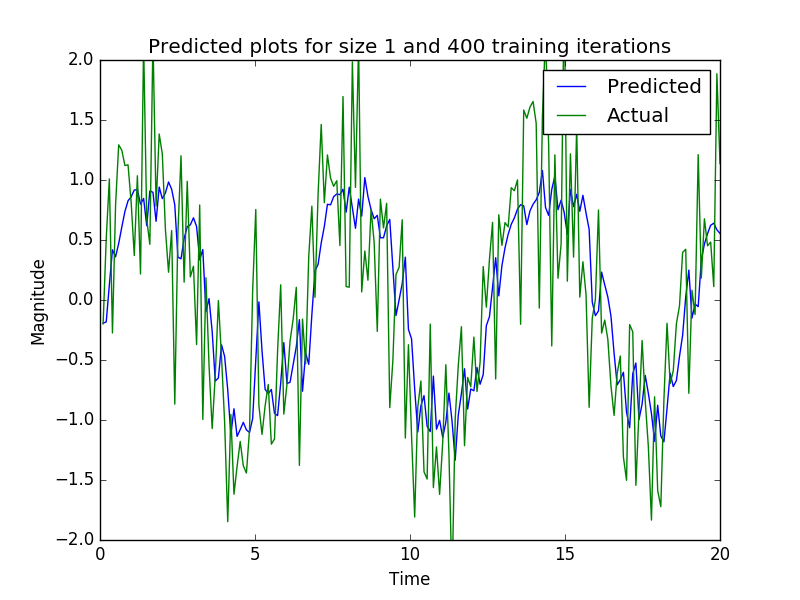 Predicted plots for size 1 and 400 training iterations
2.0
1.5
1.0
0.5
0.0
−0.5
−1.0
−1.5
−2.0
Magnitude
Predicted
Actual
0 5 10 15 20
Time